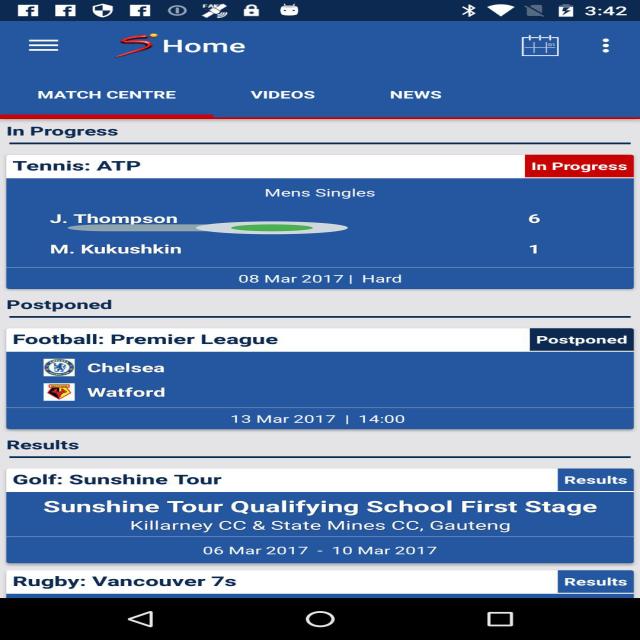 3:42
Home
MATCH CENTRE
VIDEOS
NEWS
In Progress
Tennis: ATP
In Progress
Mens Singles
J. Thompson 6
M. Kukushkin 1
08 Mar 2017 | Hard
Postponed
Football: Premier League
Postponed
Chelsea
Watford
13 Mar 2017 | 14:00
Results
Golf: Sunshine Tour
Results
Sunshine Tour Qualifying School First Stage
Killarney CC & State Mines CC, Gauteng
06 Mar 2017 - 10 Mar 2017
Rugby: Vancouver 7s
Results